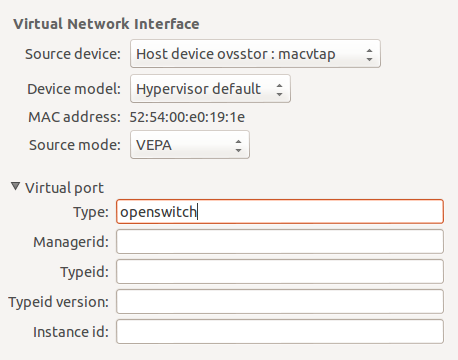 Virtual Network Interface
Source device: Host device ovsstor : macvtap
Device model: Hypervisor default
MAC address: 52:54:00:e0:19:1e
Source mode: VEPA
Virtual port
Type: openswitch
Managerid:
Typeid:
Typeid version:
Instance id: